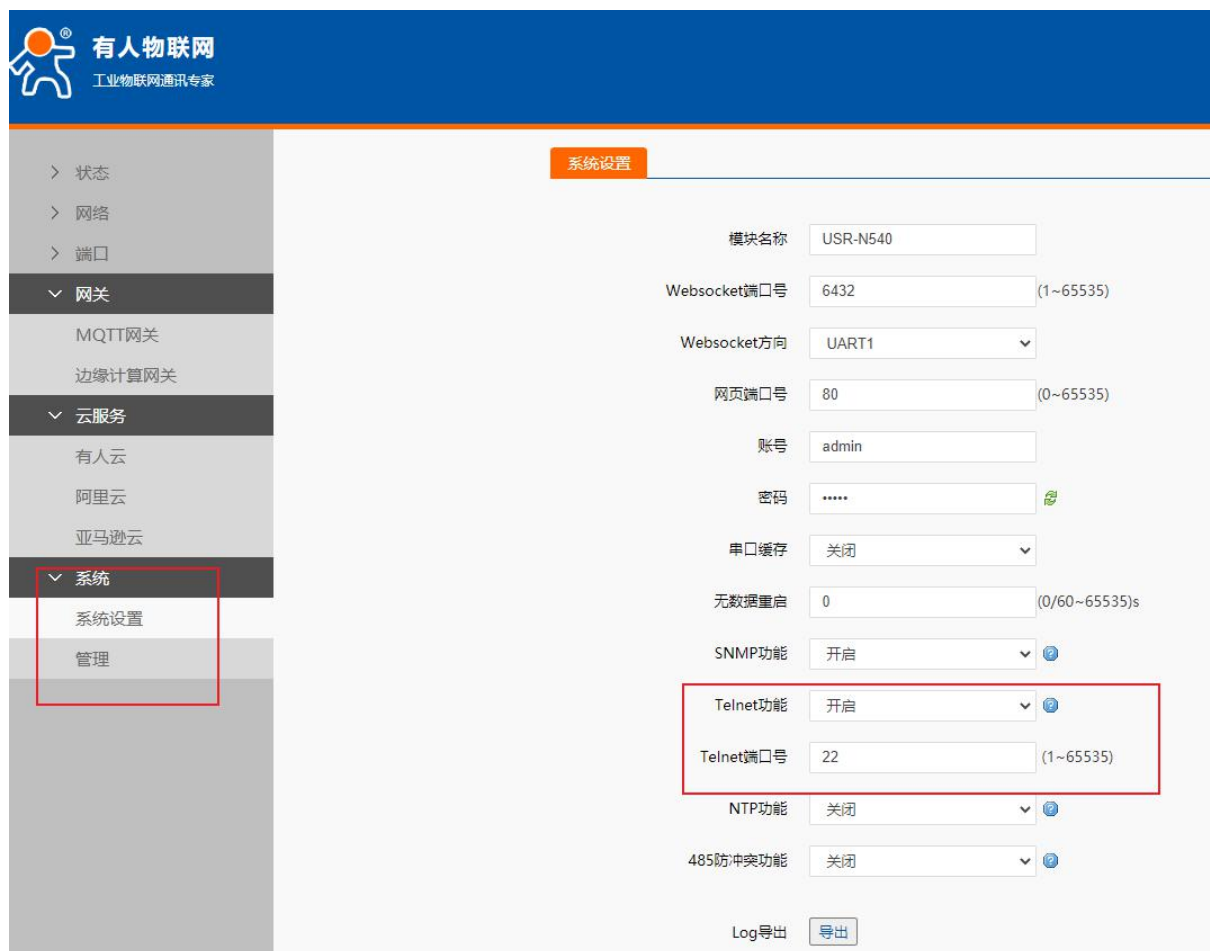 有人物联网
工业物联网通讯专家
状态
网络
端口
网关
MQTT网关
边缘计算网关
云服务
有人云
阿里云
亚马逊云
系统
系统设置
管理
系统设置
模块名称 USR-N540
Websocket端口号 6432 (1~65535)
Websocket方向 UART1
网页端口号 80 (0~65535)
账号 admin
密码 •••••
串口缓存 关闭
无数据重启 0 (0/60~65535)s
SNMP功能 开启
Telnet功能 开启
Telnet端口号 22 (1~65535)
NTP功能 关闭
485防冲突功能 关闭
Log导出 导出